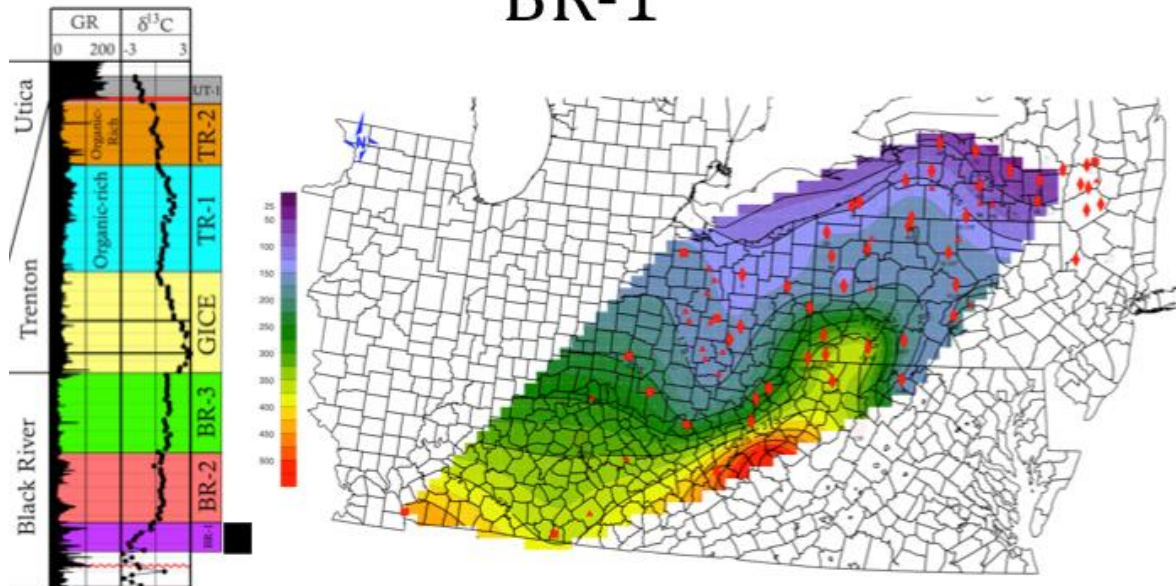 BR-1
GR
δ¹³C
0 200 -3 3
Utica
Trenton
Black River
UT-1
Organic-
Rich
TR-2
Organic-rich
TR-1
GICE
BR-3
BR-2
BR-1
N
25
50
100
150
200
250
300
350
400
450
500